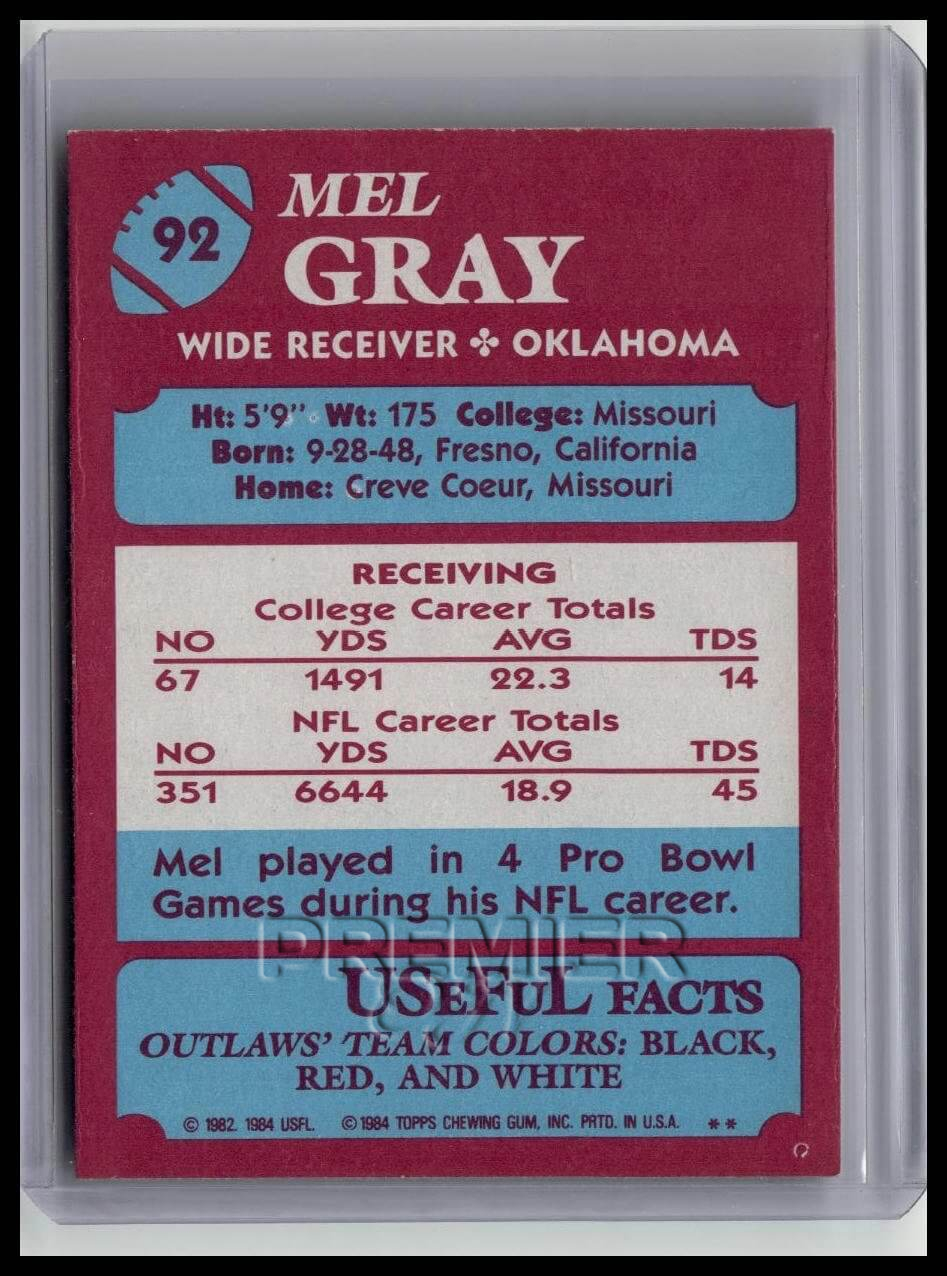 92
MEL
GRAY
WIDE RECEIVER ✤ OKLAHOMA
Ht: 5'9" Wt: 175 College: Missouri
Born: 9-28-48, Fresno, California
Home: Creve Coeur, Missouri
RECEIVING
College Career Totals
NO YDS AVG TDS
67 1491 22.3 14
NFL Career Totals
NO YDS AVG TDS
351 6644 18.9 45
Mel played in 4 Pro Bowl
Games during his NFL career.
PREMIER
USeFuL FACTS
OUTLAWS' TEAM COLORS: BLACK,
RED, AND WHITE
© 1982, 1984 USFL. © 1984 TOPPS CHEWING GUM, INC. PRTD. IN U.S.A. * *